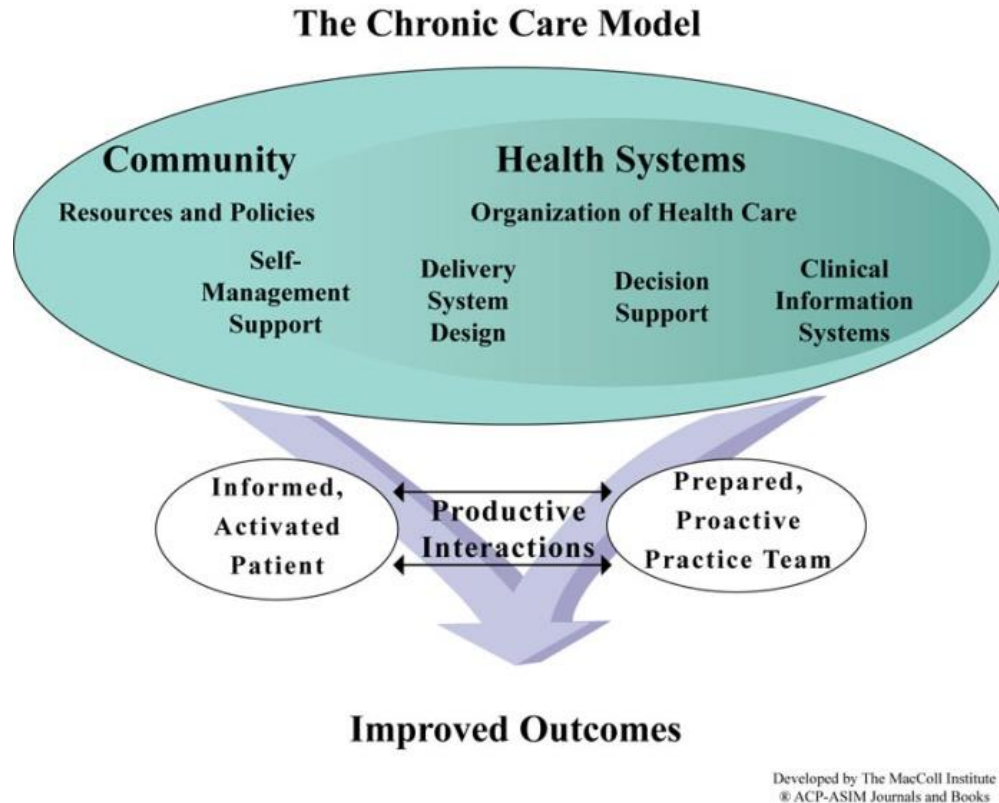 The Chronic Care Model
Community
Resources and Policies
Health Systems
Organization of Health Care
Self-
Management
Support
Delivery
System
Design
Decision
Support
Clinical
Information
Systems
Informed,
Activated
Patient
Productive
Interactions
Prepared,
Proactive
Practice Team
Improved Outcomes
Developed by The MacColl Institute
® ACP-ASIM Journals and Books